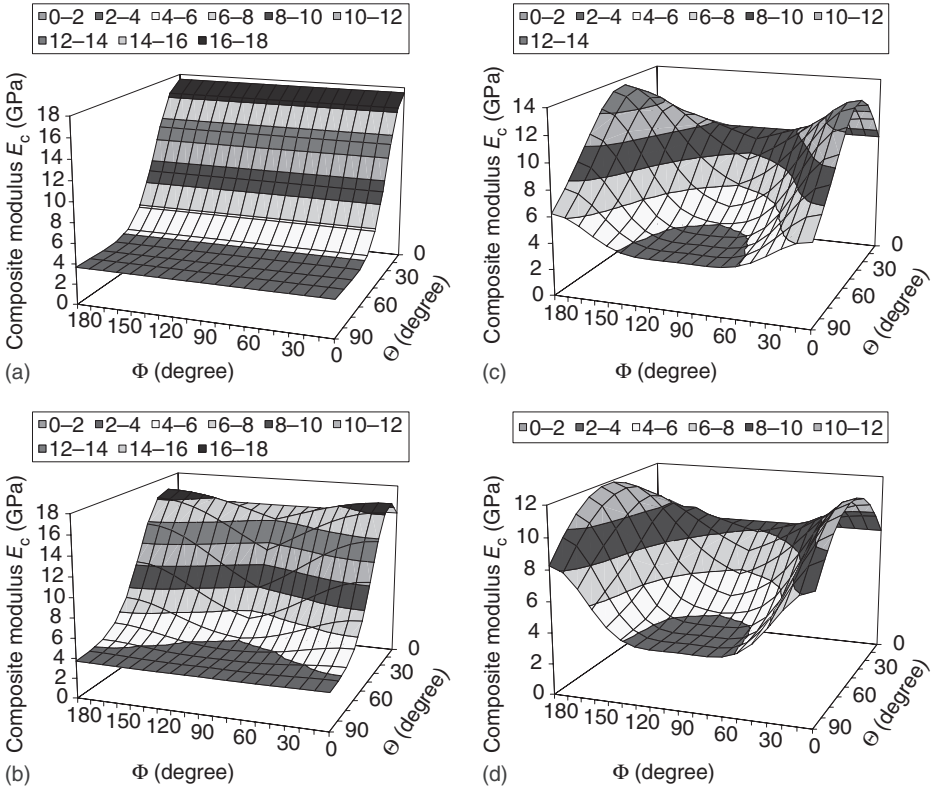 0–2 2–4 4–6 6–8 8–10 10–12
12–14 14–16 16–18
Composite modulus Ec (GPa)
18
16
14
12
10
8
6
4
2
0
180 150 120 90 60 30 0
Φ (degree)
0
30
60
90
Θ (degree)
(a)
0–2 2–4 4–6 6–8 8–10 10–12
12–14
Composite modulus Ec (GPa)
14
12
10
8
6
4
2
0
180 150 120 90 60 30 0
Φ (degree)
0
30
60
90
Θ (degree)
(c)
0–2 2–4 4–6 6–8 8–10 10–12
12–14 14–16 16–18
Composite modulus Ec (GPa)
18
16
14
12
10
8
6
4
2
0
180 150 120 90 60 30 0
Φ (degree)
0
30
60
90
Θ (degree)
(b)
0–2 2–4 4–6 6–8 8–10 10–12
Composite modulus Ec (GPa)
12
10
8
6
4
2
0
180 150 120 90 60 30 0
Φ (degree)
0
30
60
90
Θ (degree)
(d)